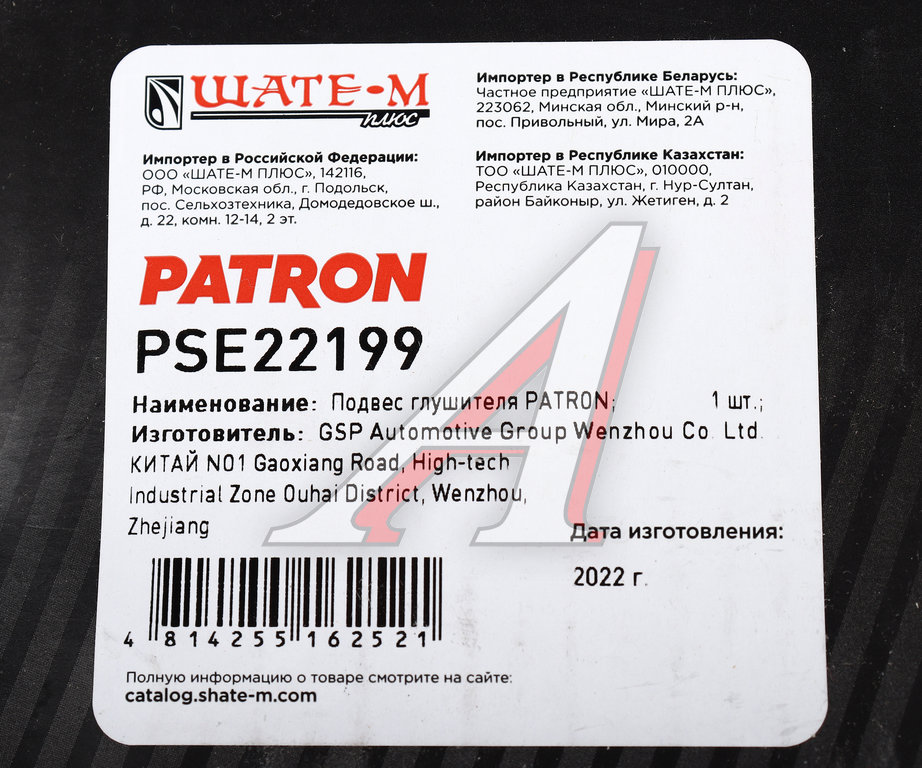 ШАТЕ-М
плюс
Импортер в Российской Федерации:
ООО «ШАТЕ-М ПЛЮС», 142116,
РФ, Московская обл., г. Подольск,
пос. Сельхозтехника, Домодедовское ш.,
д. 22, комн. 12-14, 2 эт.
Импортер в Республике Беларусь:
Частное предприятие «ШАТЕ-М ПЛЮС»,
223062, Минская обл., Минский р-н,
пос. Привольный, ул. Мира, 2А
Импортер в Республике Казахстан:
ТОО «ШАТЕ-М ПЛЮС», 010000,
Республика Казахстан, г. Нур-Султан,
район Байконыр, ул. Жетиген, д. 2
PATRON
PSE22199
Наименование: Подвес глушителя PATRON; 1 шт.;
Изготовитель: GSP Automotive Group Wenzhou Co. Ltd.
КИТАЙ NO1 Gaoxiang Road, High-tech
Industrial Zone Ouhai District, Wenzhou,
Zhejiang
Дата изготовления:
2022 г.
4 814255 162521
Полную информацию о товаре смотрите на сайте:
catalog.shate-m.com